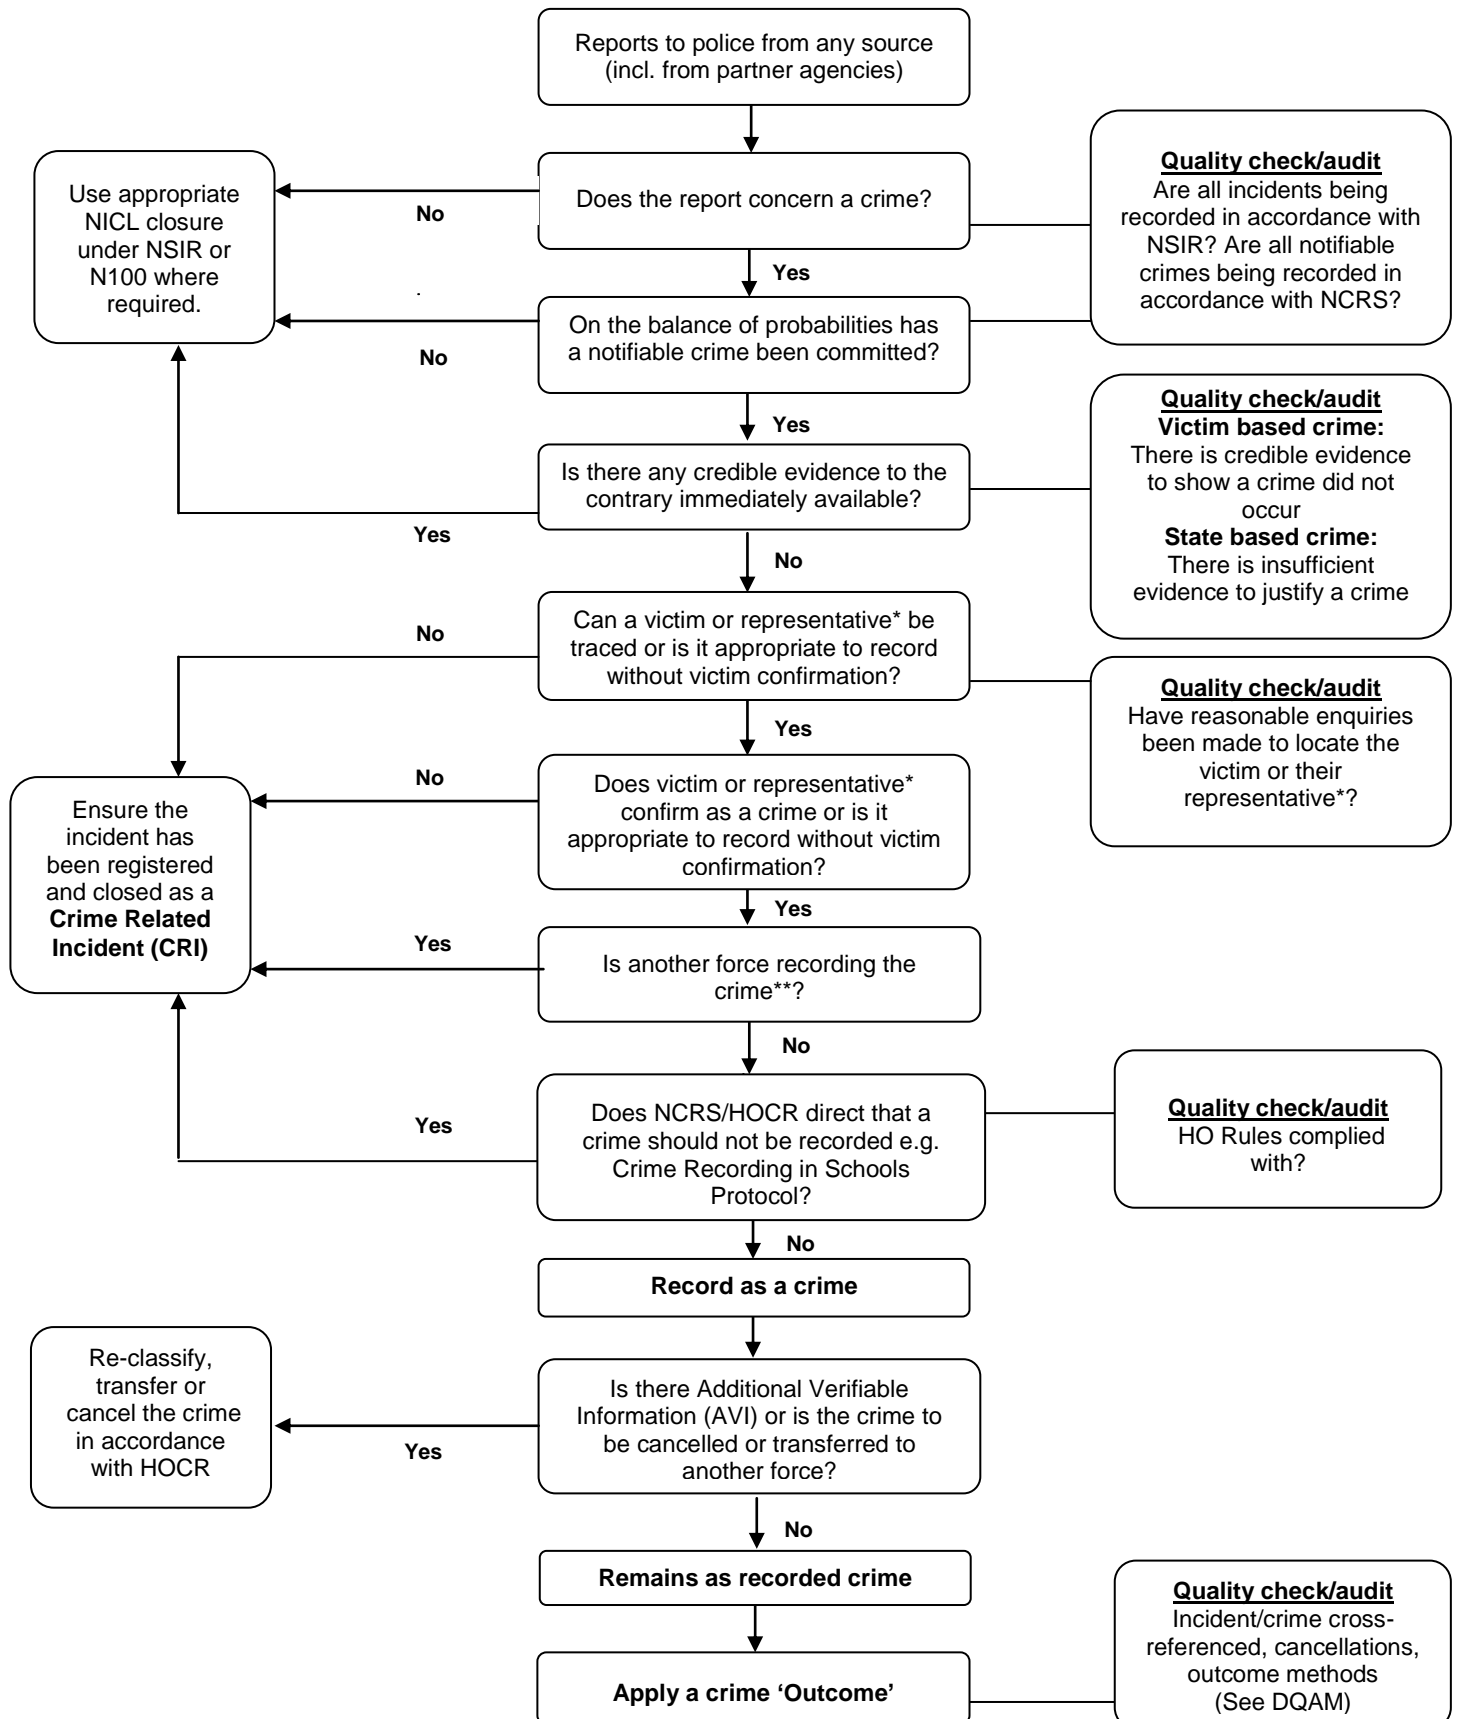 Reports to police from any source
(incl. from partner agencies)
Does the report concern a crime?
No
Use appropriate
NICL closure
under NSIR or
N100 where
required.
Quality check/audit
Are all incidents being
recorded in accordance with
NSIR? Are all notifiable
crimes being recorded in
accordance with NCRS?
Yes
On the balance of probabilities has
a notifiable crime been committed?
No
Yes
Is there any credible evidence to the
contrary immediately available?
Yes
Quality check/audit
Victim based crime:
There is credible evidence
to show a crime did not
occur
State based crime:
There is insufficient
evidence to justify a crime
No
Can a victim or representative* be
traced or is it appropriate to record
without victim confirmation?
No
Quality check/audit
Have reasonable enquiries
been made to locate the
victim or their
representative*?
Yes
Does victim or representative*
confirm as a crime or is it
appropriate to record without victim
confirmation?
No
Ensure the
incident has
been registered
and closed as a
Crime Related
Incident (CRI)
Yes
Is another force recording the
crime**?
Yes
No
Does NCRS/HOCR direct that a
crime should not be recorded e.g.
Crime Recording in Schools
Protocol?
Yes
Quality check/audit
HO Rules complied
with?
No
Record as a crime
Is there Additional Verifiable
Information (AVI) or is the crime to
be cancelled or transferred to
another force?
Yes
Re-classify,
transfer or
cancel the crime
in accordance
with HOCR
No
Remains as recorded crime
Apply a crime ‘Outcome’
Quality check/audit
Incident/crime cross-
referenced, cancellations,
outcome methods
(See DQAM)